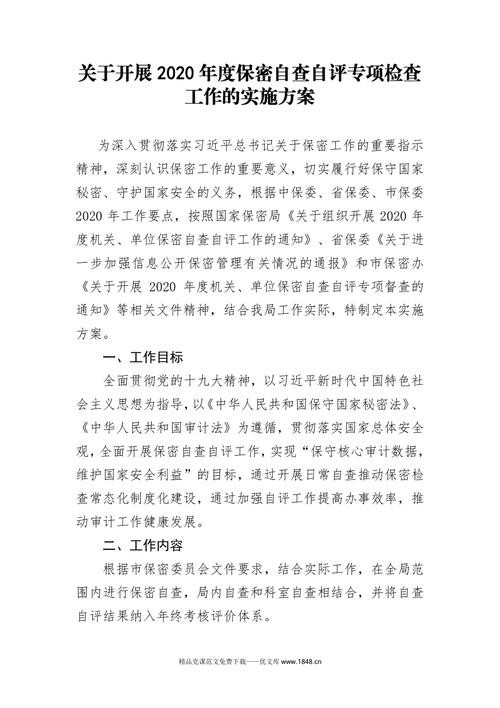 关于开展 2020 年度保密自查自评专项检查
工作的实施方案
为深入贯彻落实习近平总书记关于保密工作的重要指示
精神，深刻认识保密工作的重要意义，切实履行好保守国家
秘密、守护国家安全的义务，根据中保委、省保委、市保委
2020 年工作要点，按照国家保密局《关于组织开展 2020 年
度机关、单位保密自查自评工作的通知》、省保委《关于进
一步加强信息公开保密管理有关情况的通报》和市保密办
《关于开展 2020 年度机关、单位保密自查自评专项督查的
通知》等相关文件精神，结合我局工作实际，特制定本实施
方案。
一、工作目标
全面贯彻党的十九大精神，以习近平新时代中国特色社
会主义思想为指导，以《中华人民共和国保守国家秘密法》、
《中华人民共和国审计法》为遵循，贯彻落实国家总体安全
观，全面开展保密自查自评工作，实现“保守核心审计数据，
维护国家安全利益”的目标，通过开展日常自查推动保密检
查常态化制度化建设，通过加强自评工作提高办事效率，推
动审计工作健康发展。
二、工作内容
根据市保密委员会文件要求，结合实际工作，在全局范
围内进行保密自查，局内自查和科室自查相结合，并将自查
自评结果纳入年终考核评价体系。
精品党课范文免费下载——优文库 www.1848.cn